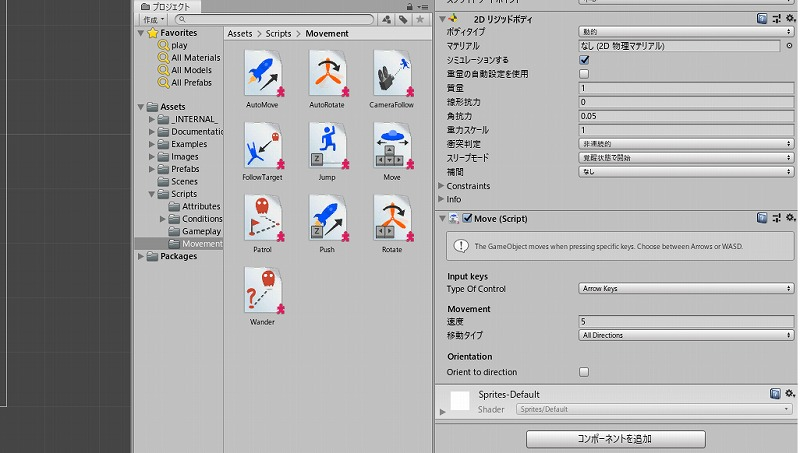 プロジェクト
作成
Favorites
play
All Materials
All Models
All Prefabs
Assets
_INTERNAL_
Documentatio
Examples
Images
Prefabs
Scenes
Scripts
Attributes
Conditions
Gameplay
Movement
Packages
Assets Scripts Movement
AutoMove AutoRotate CameraFollow
FollowTarget Jump Move
Patrol Push Rotate
Wander
2D リジッドボディ
ボディタイプ 動的
マテリアル なし (2D 物理マテリアル)
シミュレーションする
重量の自動設定を使用
質量 1
線形抗力 0
角抗力 0.05
重力スケール 1
衝突判定 非連続的
スリープモード 覚醒状態で開始
補間 なし
Constraints
Info
Move (Script)
The GameObject moves when pressing specific keys. Choose between Arrows or WASD.
Input keys
Type Of Control Arrow Keys
Movement
速度 5
移動タイプ All Directions
Orientation
Orient to direction
Sprites-Default
Shader Sprites/Default
コンポーネントを追加